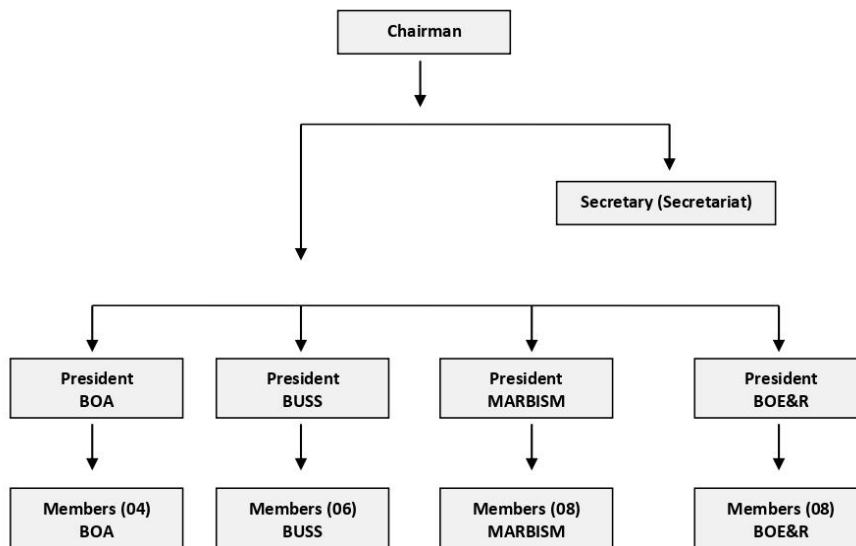 Chairman
Secretary (Secretariat)
President
BOA
President
BUSS
President
MARBISM
President
BOE&R
Members (04)
BOA
Members (06)
BUSS
Members (08)
MARBISM
Members (08)
BOE&R